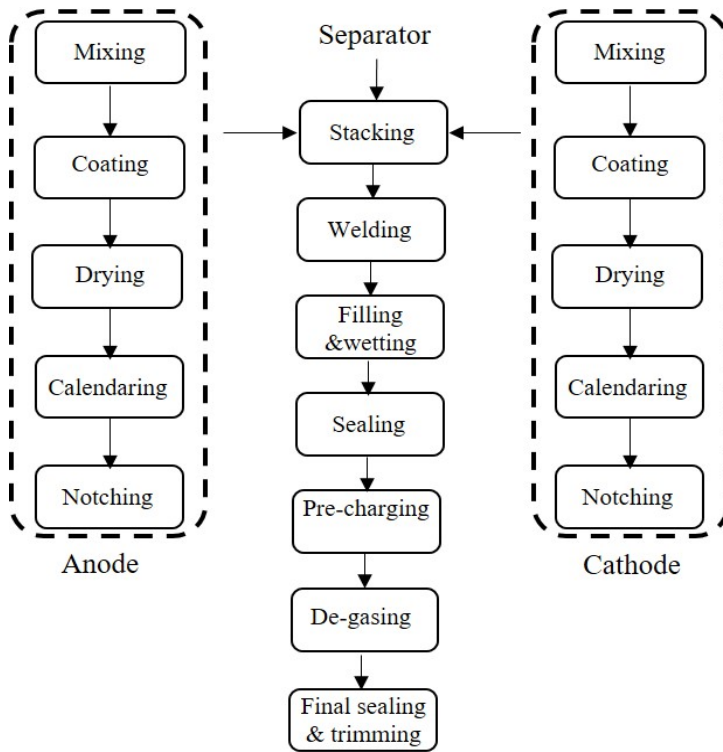 Mixing
Coating
Drying
Calendaring
Notching
Anode
Separator
Stacking
Welding
Filling
&wetting
Sealing
Pre-charging
De-gasing
Final sealing
& trimming
Mixing
Coating
Drying
Calendaring
Notching
Cathode